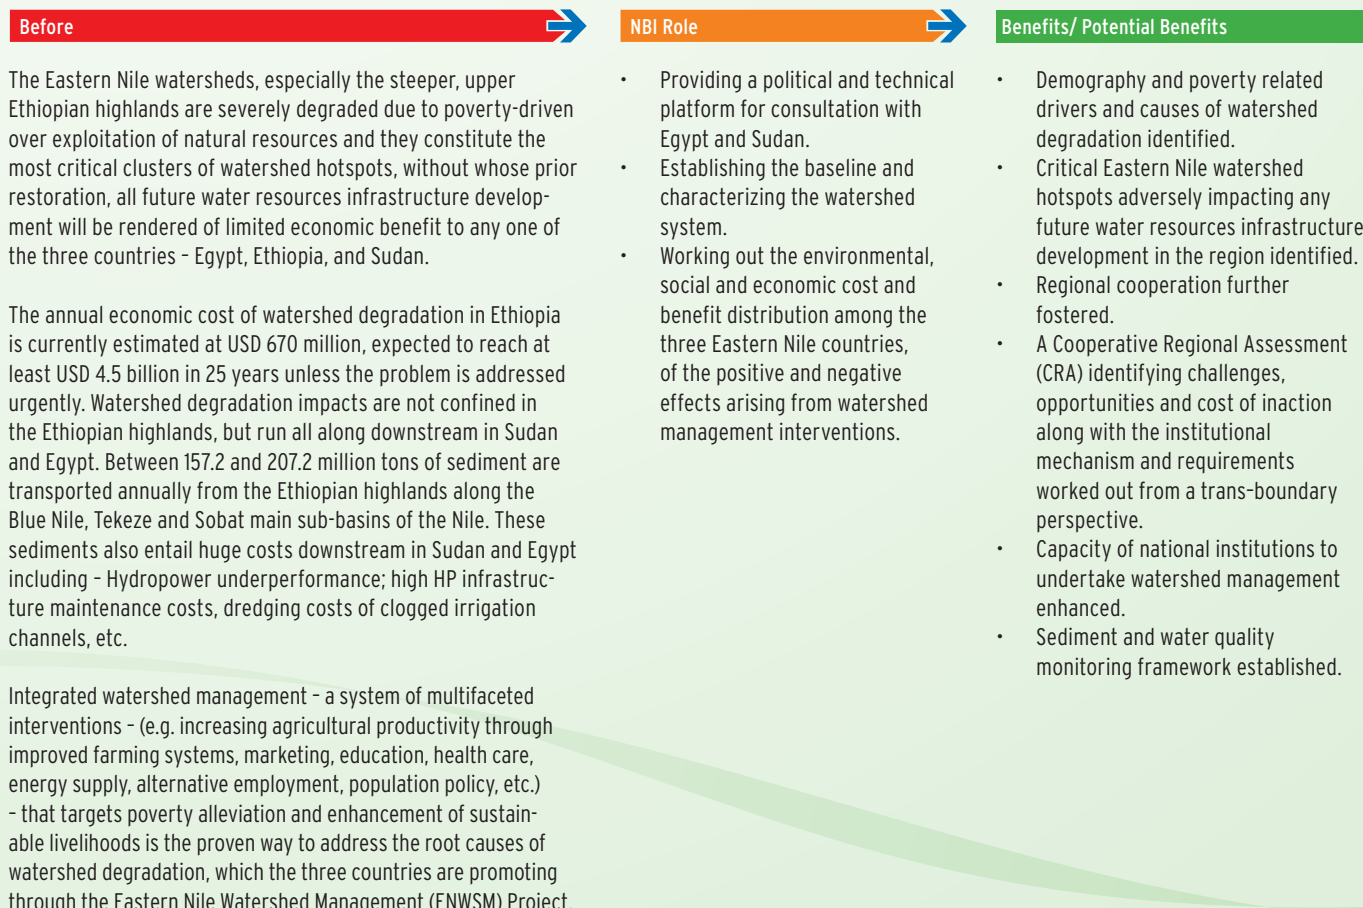 Before
The Eastern Nile watersheds, especially the steeper, upper
Ethiopian highlands are severely degraded due to poverty-driven
over exploitation of natural resources and they constitute the
most critical clusters of watershed hotspots, without whose prior
restoration, all future water resources infrastructure develop-
ment will be rendered of limited economic benefit to any one of
the three countries – Egypt, Ethiopia, and Sudan.
The annual economic cost of watershed degradation in Ethiopia
is currently estimated at USD 670 million, expected to reach at
least USD 4.5 billion in 25 years unless the problem is addressed
urgently. Watershed degradation impacts are not confined in
the Ethiopian highlands, but run all along downstream in Sudan
and Egypt. Between 157.2 and 207.2 million tons of sediment are
transported annually from the Ethiopian highlands along the
Blue Nile, Tekeze and Sobat main sub-basins of the Nile. These
sediments also entail huge costs downstream in Sudan and Egypt
including – Hydropower underperformance; high HP infrastruc-
ture maintenance costs, dredging costs of clogged irrigation
channels, etc.
Integrated watershed management – a system of multifaceted
interventions – (e.g. increasing agricultural productivity through
improved farming systems, marketing, education, health care,
energy supply, alternative employment, population policy, etc.)
– that targets poverty alleviation and enhancement of sustain-
able livelihoods is the proven way to address the root causes of
watershed degradation, which the three countries are promoting
through the Eastern Nile Watershed Management (ENWSM) Project.
NBI Role
• Providing a political and technical
platform for consultation with
Egypt and Sudan.
• Establishing the baseline and
characterizing the watershed
system.
• Working out the environmental,
social and economic cost and
benefit distribution among the
three Eastern Nile countries,
of the positive and negative
effects arising from watershed
management interventions.
Benefits/ Potential Benefits
• Demography and poverty related
drivers and causes of watershed
degradation identified.
• Critical Eastern Nile watershed
hotspots adversely impacting any
future water resources infrastructure
development in the region identified.
• Regional cooperation further
fostered.
• A Cooperative Regional Assessment
(CRA) identifying challenges,
opportunities and cost of inaction
along with the institutional
mechanism and requirements
worked out from a trans-boundary
perspective.
• Capacity of national institutions to
undertake watershed management
enhanced.
• Sediment and water quality
monitoring framework established.